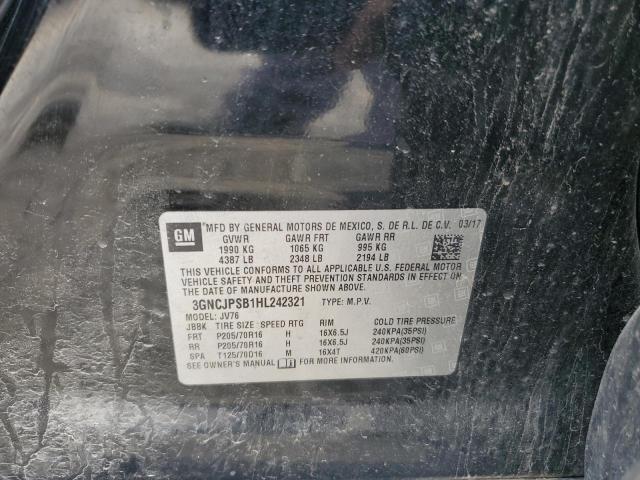 GM
MFD BY GENERAL MOTORS DE MEXICO, S. DE R.L. DE C.V. 03/17
GVWR GAWR FRT GAWR RR
1990 KG 1065 KG 995 KG
4387 LB 2348 LB 2194 LB
THIS VEHICLE CONFORMS TO ALL APPLICABLE U.S. FEDERAL MOTOR
VEHICLE SAFETY AND THEFT PREVENTION STANDARDS IN EFFECT ON
THE DATE OF MANUFACTURE SHOWN ABOVE.
3GNCJPSB1HL242321 TYPE: M.P.V.
MODEL: JV76
JBBK TIRE SIZE SPEED RTG RIM COLD TIRE PRESSURE
FRT P205/70R16 H 16X6.5J 240KPA(35PSI)
RR P205/70R16 H 16X6.5J 240KPA(35PSI)
SPA T125/70D16 M 16X4T 420KPA(60PSI)
SEE OWNER'S MANUAL FOR MORE INFORMATION.